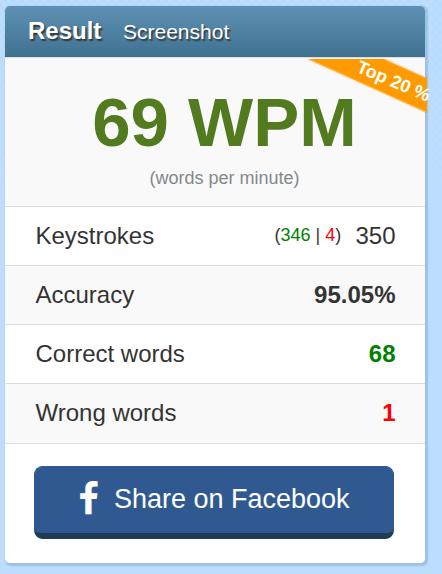 Result Screenshot
Top 20 %
69 WPM
(words per minute)
Keystrokes (346 | 4) 350
Accuracy 95.05%
Correct words 68
Wrong words 1
Share on Facebook